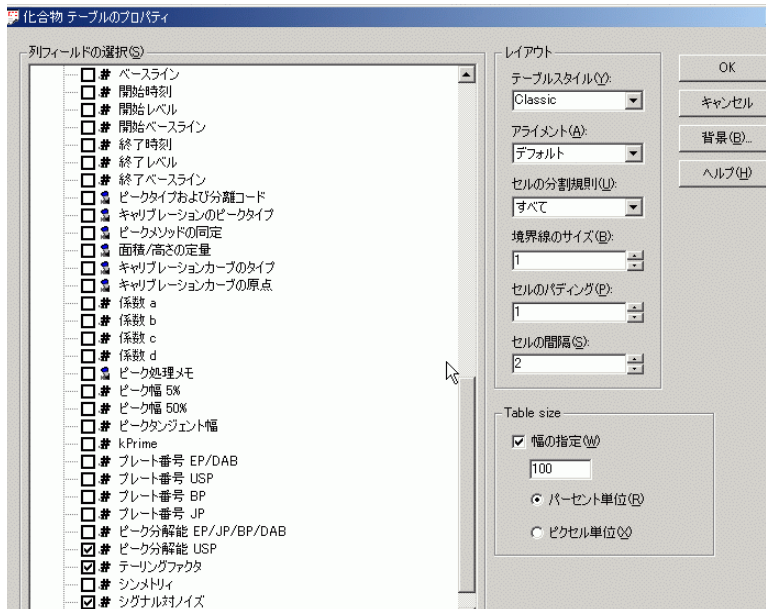 化合物 テーブルのプロパティ
列フィールドの選択(S)
# ベースライン
# 開始時刻
# 開始レベル
# 開始ベースライン
# 終了時刻
# 終了レベル
# 終了ベースライン
ピークタイプおよび分離コード
キャリブレーションのピークタイプ
ピークメソッドの同定
面積/高さの定量
キャリブレーションカーブのタイプ
キャリブレーションカーブの原点
# 係数 a
# 係数 b
# 係数 c
# 係数 d
ピーク処理メモ
# ピーク幅 5%
# ピーク幅 50%
# ピークタンジェント幅
# kPrime
# プレート番号 EP/DAB
# プレート番号 USP
# プレート番号 BP
# プレート番号 JP
# ピーク分解能 EP/JP/BP/DAB
# ピーク分解能 USP
# テーリングファクタ
# シンメトリィ
# シグナル対ノイズ
レイアウト
テーブルスタイル(Y):
Classic
アライメント(A):
デフォルト
セルの分割規則(U):
すべて
境界線のサイズ(B):
1
セルのパディング(P):
1
セルの間隔(S):
2
Table size
幅の指定(W)
100
パーセント単位(R)
ピクセル単位(X)
OK
キャンセル
背景(B)...
ヘルプ(H)